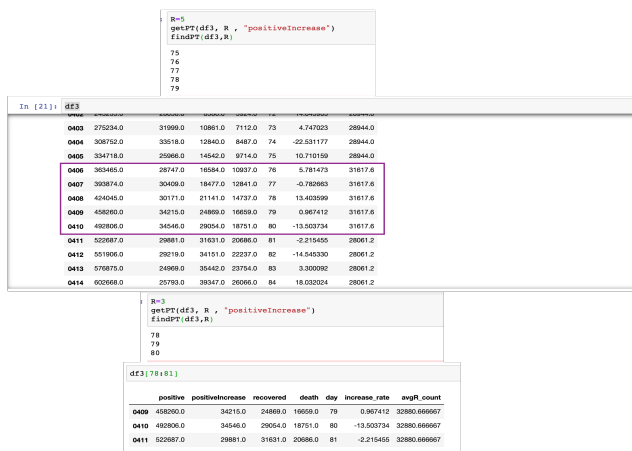 : R=5
getPT(df3, R , "positiveIncrease")
findPT(df3,R)
75
76
77
78
79
In [21]: df3
0403 275234.0 31999.0 10861.0 7112.0 73 4.747023 28944.0
0404 308752.0 33518.0 12840.0 8487.0 74 -22.531177 28944.0
0405 334718.0 25966.0 14542.0 9714.0 75 10.710159 28944.0
0406 363465.0 28747.0 16584.0 10937.0 76 5.781473 31617.6
0407 393874.0 30409.0 18477.0 12841.0 77 -0.782663 31617.6
0408 424045.0 30171.0 21141.0 14737.0 78 13.403599 31617.6
0409 458260.0 34215.0 24869.0 16659.0 79 0.967412 31617.6
0410 492806.0 34546.0 29054.0 18751.0 80 -13.503734 31617.6
0411 522687.0 29881.0 31631.0 20686.0 81 -2.215455 28061.2
0412 551906.0 29219.0 34151.0 22237.0 82 -14.545330 28061.2
0413 576875.0 24969.0 35442.0 23754.0 83 3.300092 28061.2
0414 602668.0 25793.0 39347.0 26066.0 84 18.032024 28061.2
: R=3
getPT(df3, R , "positiveIncrease")
findPT(df3,R)
78
79
80
df3[78:81]
positive positiveIncrease recovered death day increase_rate avgR_count
0409 458260.0 34215.0 24869.0 16659.0 79 0.967412 32880.666667
0410 492806.0 34546.0 29054.0 18751.0 80 -13.503734 32880.666667
0411 522687.0 29881.0 31631.0 20686.0 81 -2.215455 32880.666667